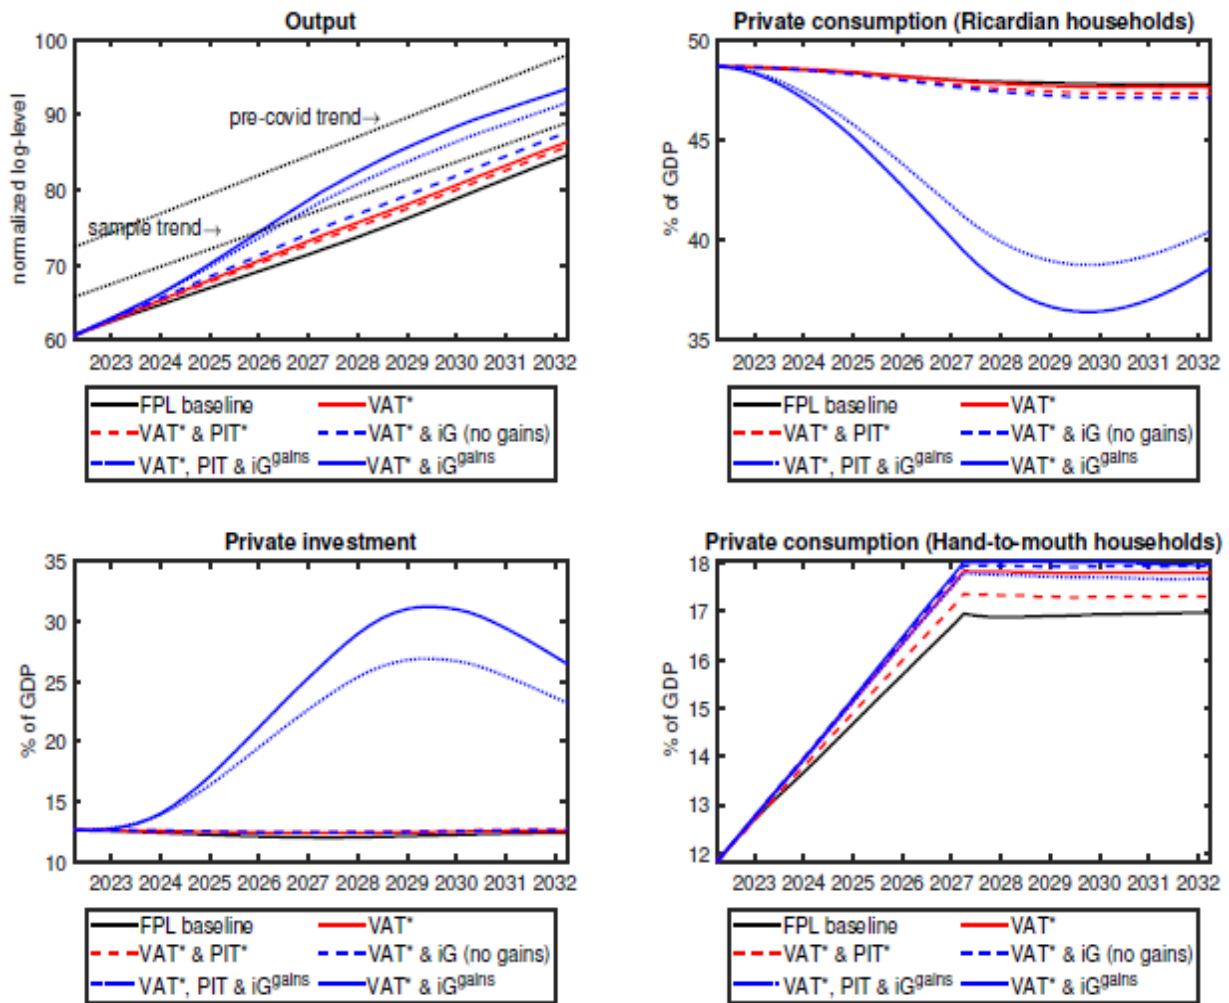 Output
100
90
80
70
60
normalized log-level
pre-covid trend→
sample trend→
2023 2024 2025 2026 2027 2028 2029 2030 2031 2032
FPL baseline VAT*
VAT* & PIT* VAT* & iG (no gains)
VAT*, PIT & iG^gains VAT* & iG^gains
Private consumption (Ricardian households)
50
45
40
35
% of GDP
2023 2024 2025 2026 2027 2028 2029 2030 2031 2032
FPL baseline VAT*
VAT* & PIT* VAT* & iG (no gains)
VAT*, PIT & iG^gains VAT* & iG^gains
Private investment
35
30
25
20
15
10
% of GDP
2023 2024 2025 2026 2027 2028 2029 2030 2031 2032
FPL baseline VAT*
VAT* & PIT* VAT* & iG (no gains)
VAT*, PIT & iG^gains VAT* & iG^gains
Private consumption (Hand-to-mouth households)
18
17
16
15
14
13
12
% of GDP
2023 2024 2025 2026 2027 2028 2029 2030 2031 2032
FPL baseline VAT*
VAT* & PIT* VAT* & iG (no gains)
VAT*, PIT & iG^gains VAT* & iG^gains